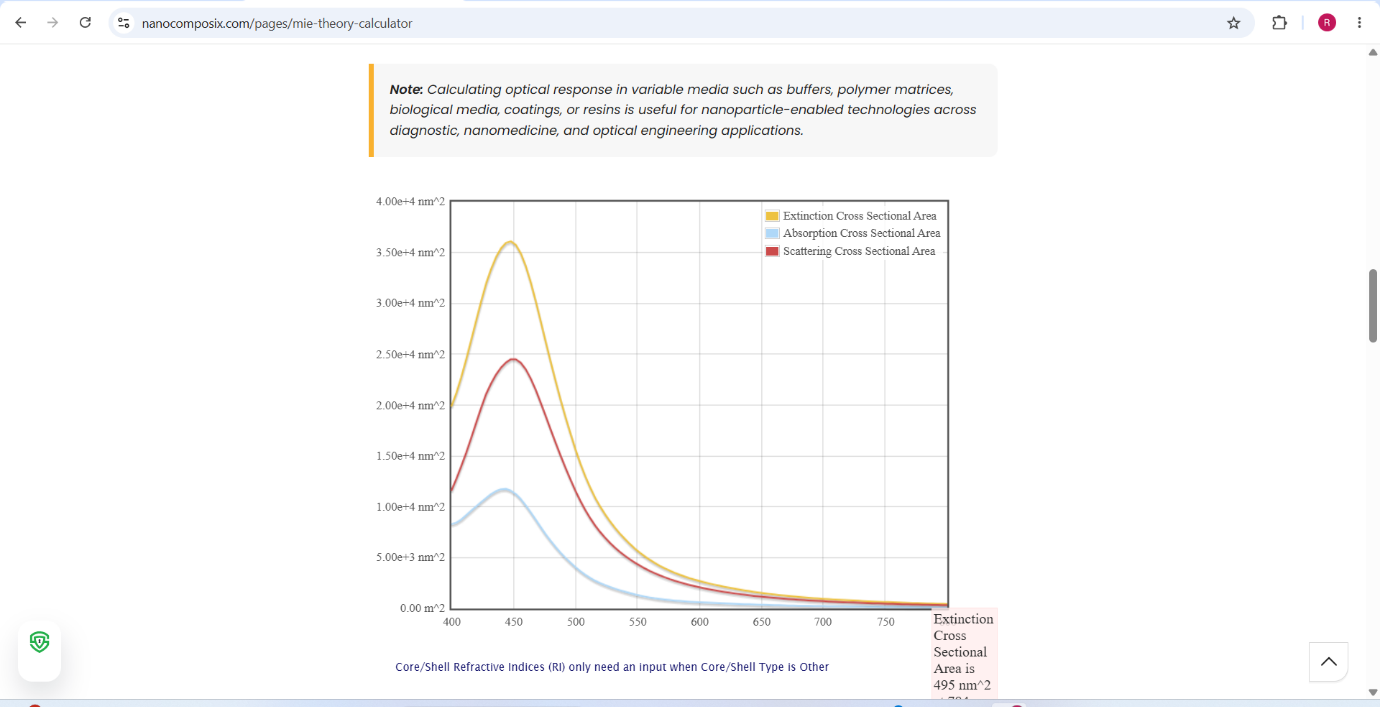 nanocomposix.com/pages/mie-theory-calculator
R
Note: Calculating optical response in variable media such as buffers, polymer matrices,
biological media, coatings, or resins is useful for nanoparticle-enabled technologies across
diagnostic, nanomedicine, and optical engineering applications.
4.00e+4 nm^2
3.50e+4 nm^2
3.00e+4 nm^2
2.50e+4 nm^2
2.00e+4 nm^2
1.50e+4 nm^2
1.00e+4 nm^2
5.00e+3 nm^2
0.00 m^2
Extinction Cross Sectional Area
Absorption Cross Sectional Area
Scattering Cross Sectional Area
400 450 500 550 600 650 700 750
Extinction
Cross
Sectional
Area is
495 nm^2
Core/Shell Refractive Indices (RI) only need an input when Core/Shell Type is Other